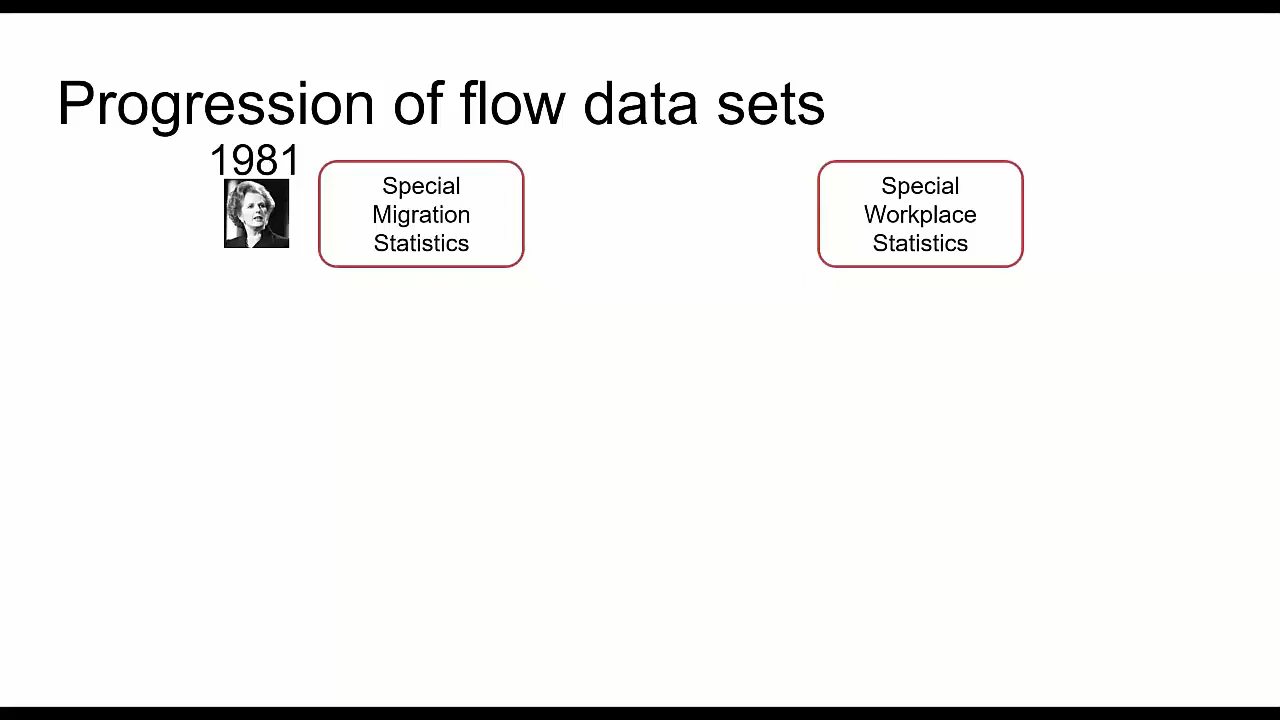 Progression of flow data sets
1981
Special
Migration
Statistics
Special
Workplace
Statistics